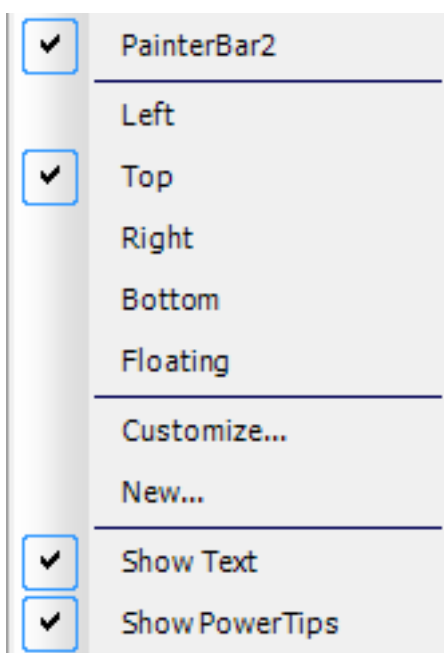 PainterBar2
Left
Top
Right
Bottom
Floating
Customize...
New...
Show Text
Show PowerTips